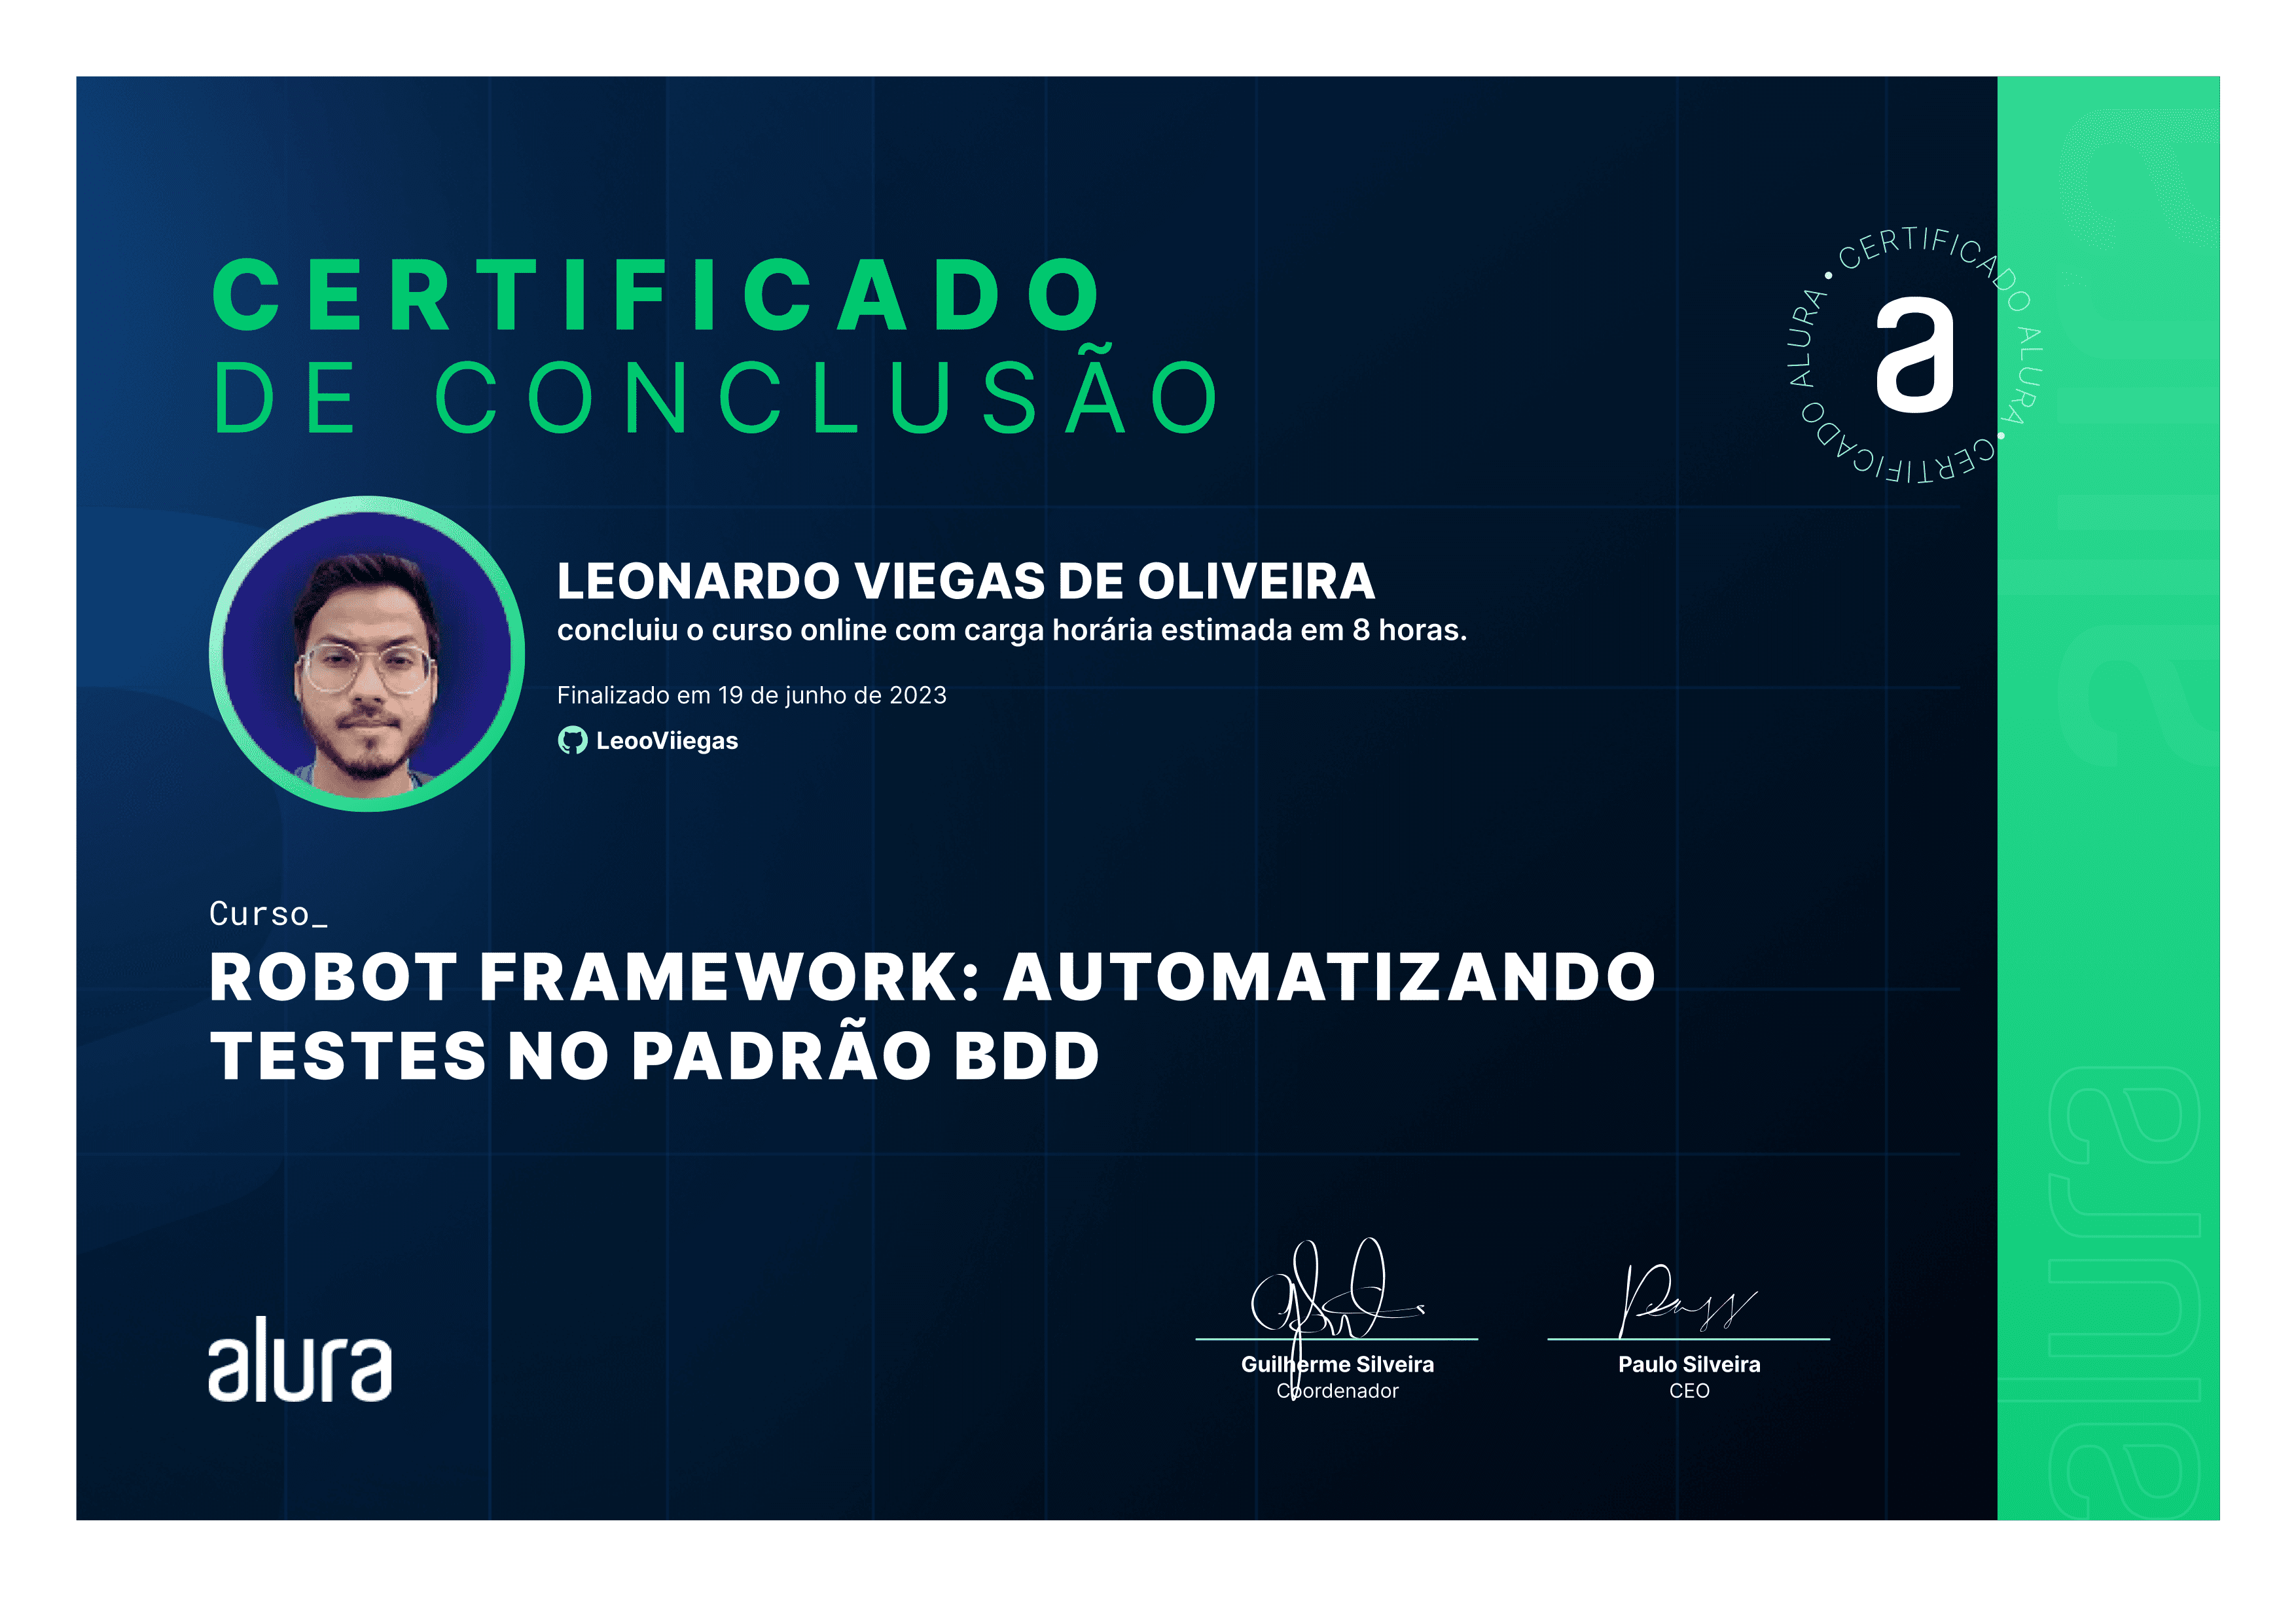 CERTIFICADO
DE CONCLUSÃO
CERTIFICADO ALURA • CERTIFICADO ALURA •
a
LEONARDO VIEGAS DE OLIVEIRA
concluiu o curso online com carga horária estimada em 8 horas.
Finalizado em 19 de junho de 2023
LeooViiegas
Curso_
ROBOT FRAMEWORK: AUTOMATIZANDO
TESTES NO PADRÃO BDD
alura
Guilherme Silveira
Coordenador
Paulo Silveira
CEO
alura